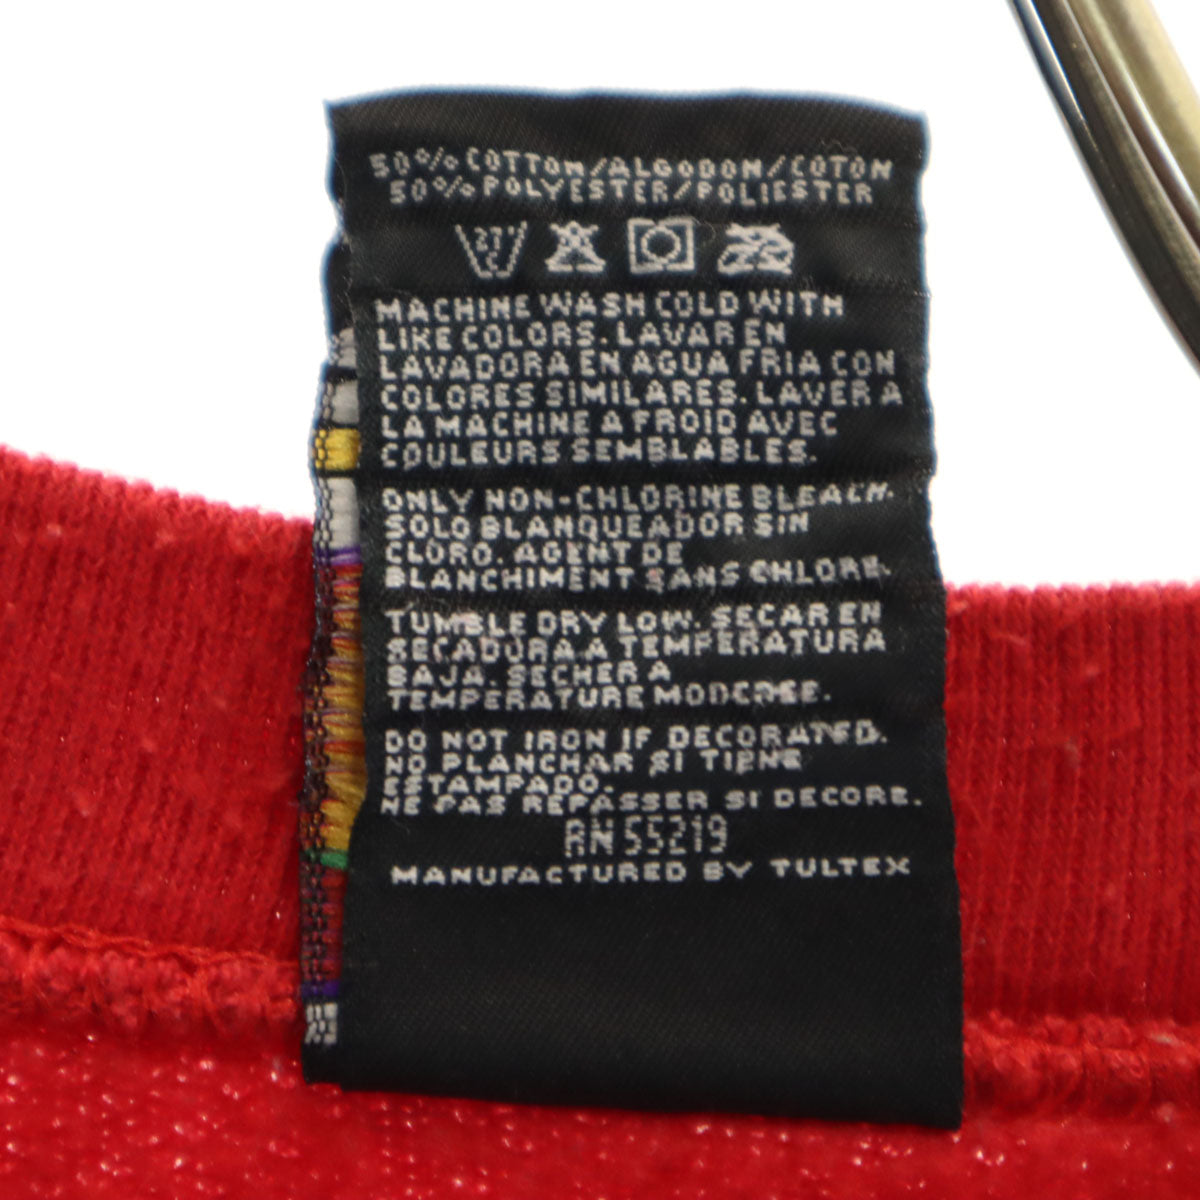 50% COTTON/ALGODON/COTON
50% POLYESTER/POLIESTER
MACHINE WASH COLD WITH
LIKE COLORS. LAVAR EN
LAVADORA EN AGUA FRIA CON
COLORES SIMILARES. LAVER A
LA MACHINE A FROID AVEC
COULEURS SEMBLABLES.
ONLY NON-CHLORINE BLEACH.
SOLO BLANQUEADOR SIN
CLORO. AGENT DE
BLANCHIMENT SANS CHLORE.
TUMBLE DRY LOW. SECAR EN
SECADORA A TEMPERATURA
BAJA. SECHER A
TEMPERATURE MODEREE.
DO NOT IRON IF DECORATED.
NO PLANCHAR SI TIENE
ESTAMPADO.
NE PAS REPASSER SI DECORE.
RN 55219
MANUFACTURED BY TULTEX